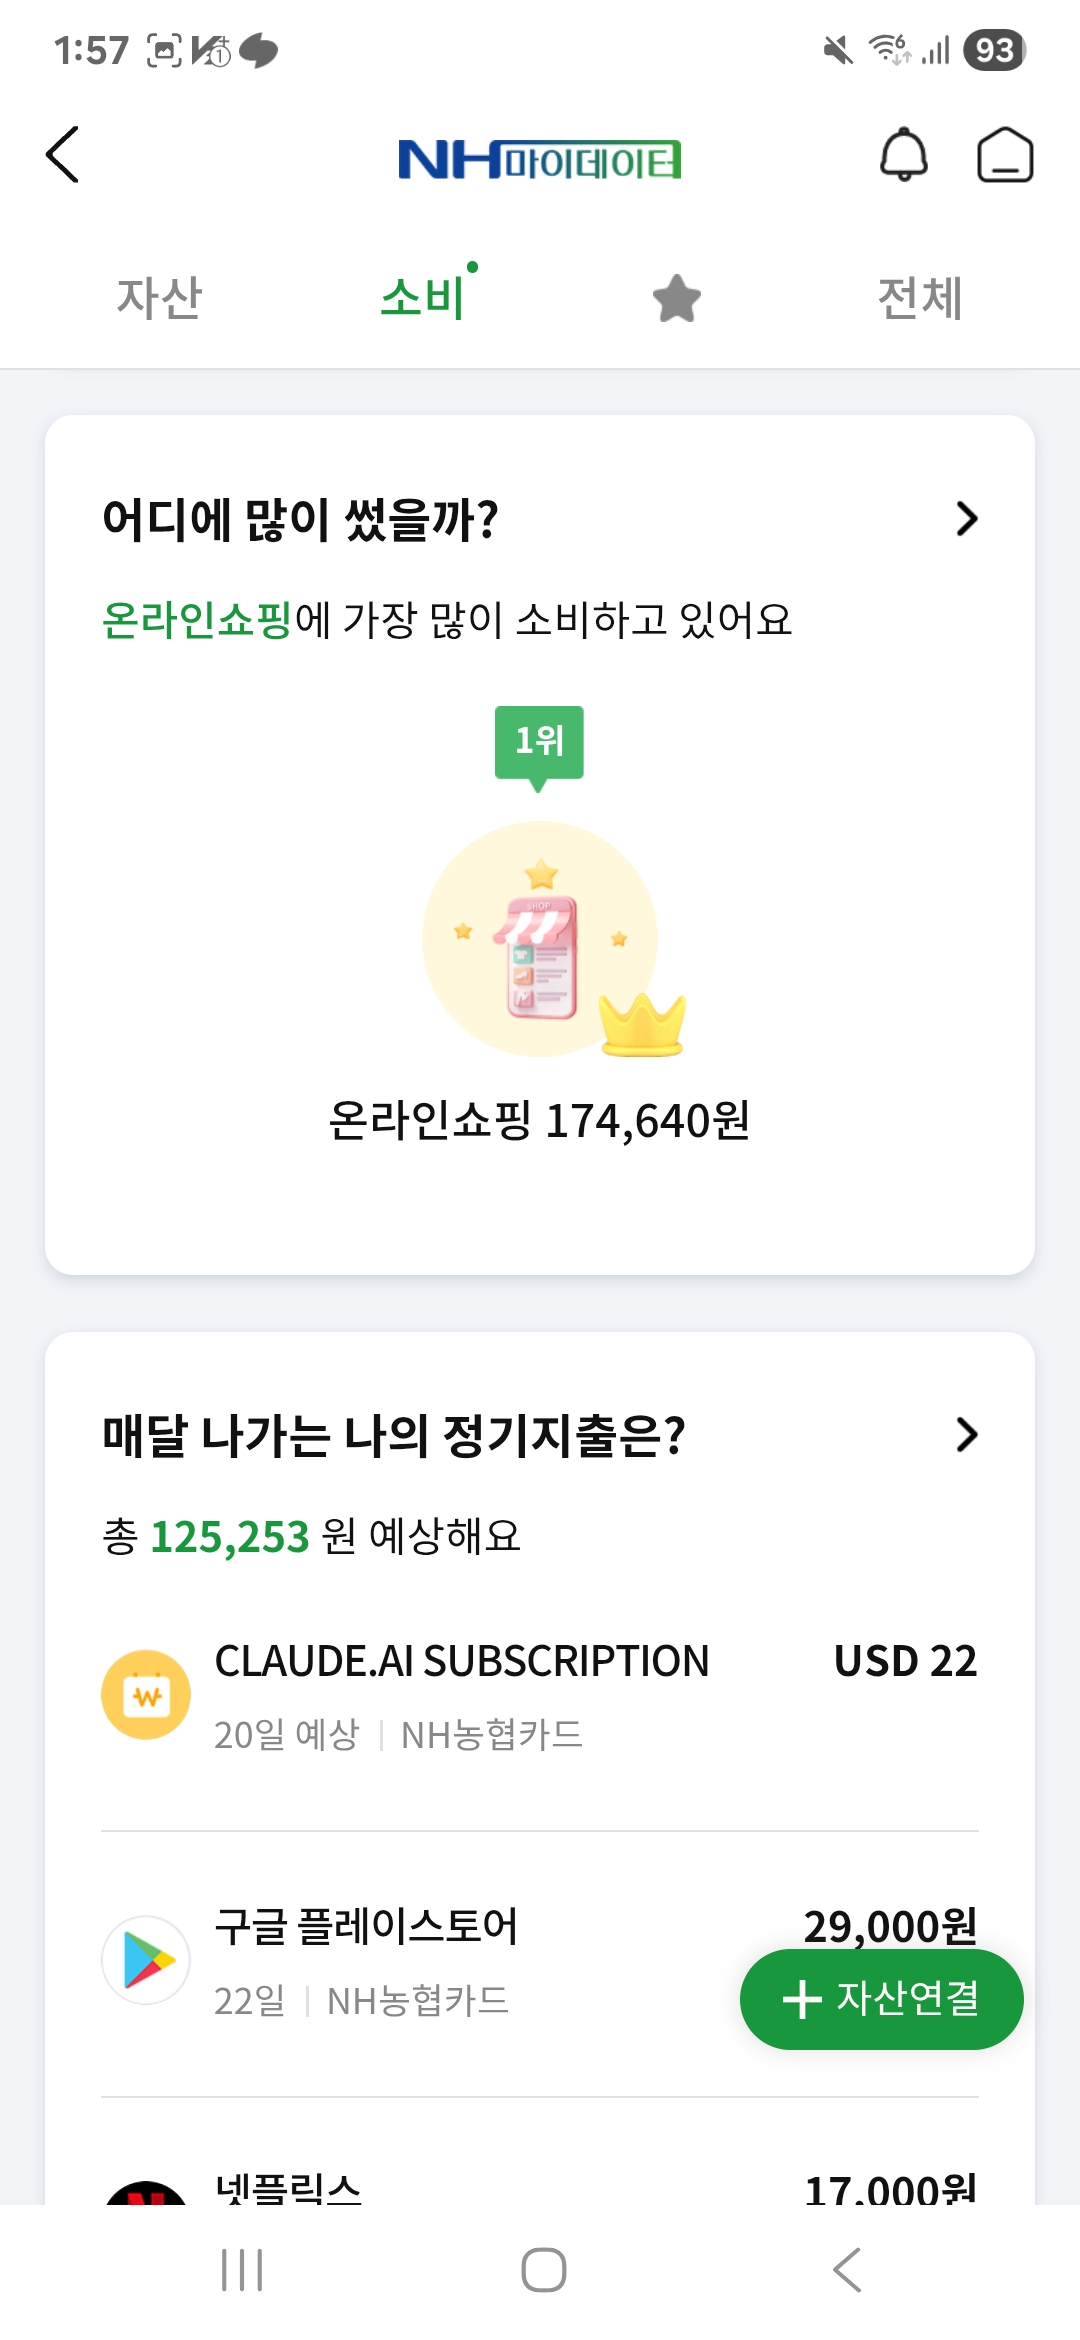 1:57
6
93
NH마이데이터
자산
소비
전체
어디에 많이 썼을까?
온라인쇼핑에 가장 많이 소비하고 있어요
1위
SHOP
온라인쇼핑 174,640원
매달 나가는 나의 정기지출은?
총 125,253 원 예상해요
CLAUDE.AI SUBSCRIPTION
USD 22
20일 예상 | NH농협카드
구글 플레이스토어
29,000원
22일 | NH농협카드
자산연결
넷플릭스
17,000원